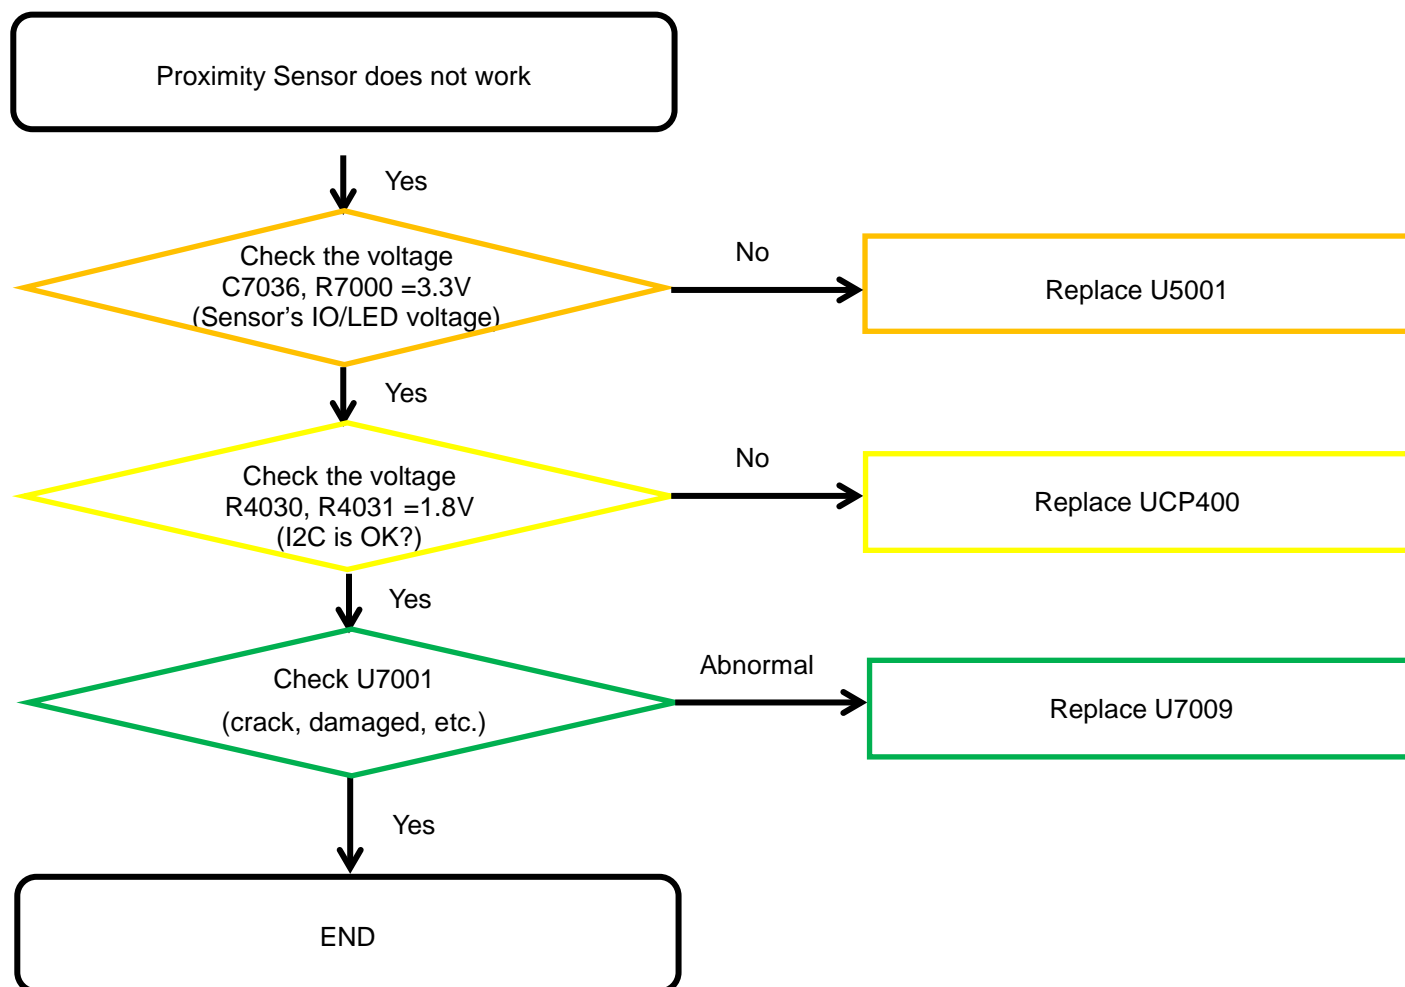 Proximity Sensor does not work
Yes
Check the voltage
C7036, R7000 =3.3V
(Sensor's IO/LED voltage)
No
Replace U5001
Yes
Check the voltage
R4030, R4031 =1.8V
(I2C is OK?)
No
Replace UCP400
Yes
Check U7001
(crack, damaged, etc.)
Abnormal
Replace U7009
Yes
END